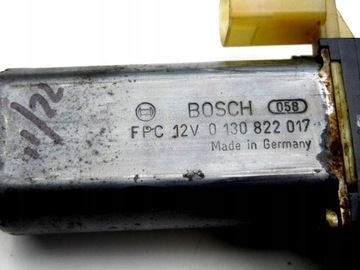 BOSCH 058
FPC 12V 0 130 822 017
Made in Germany